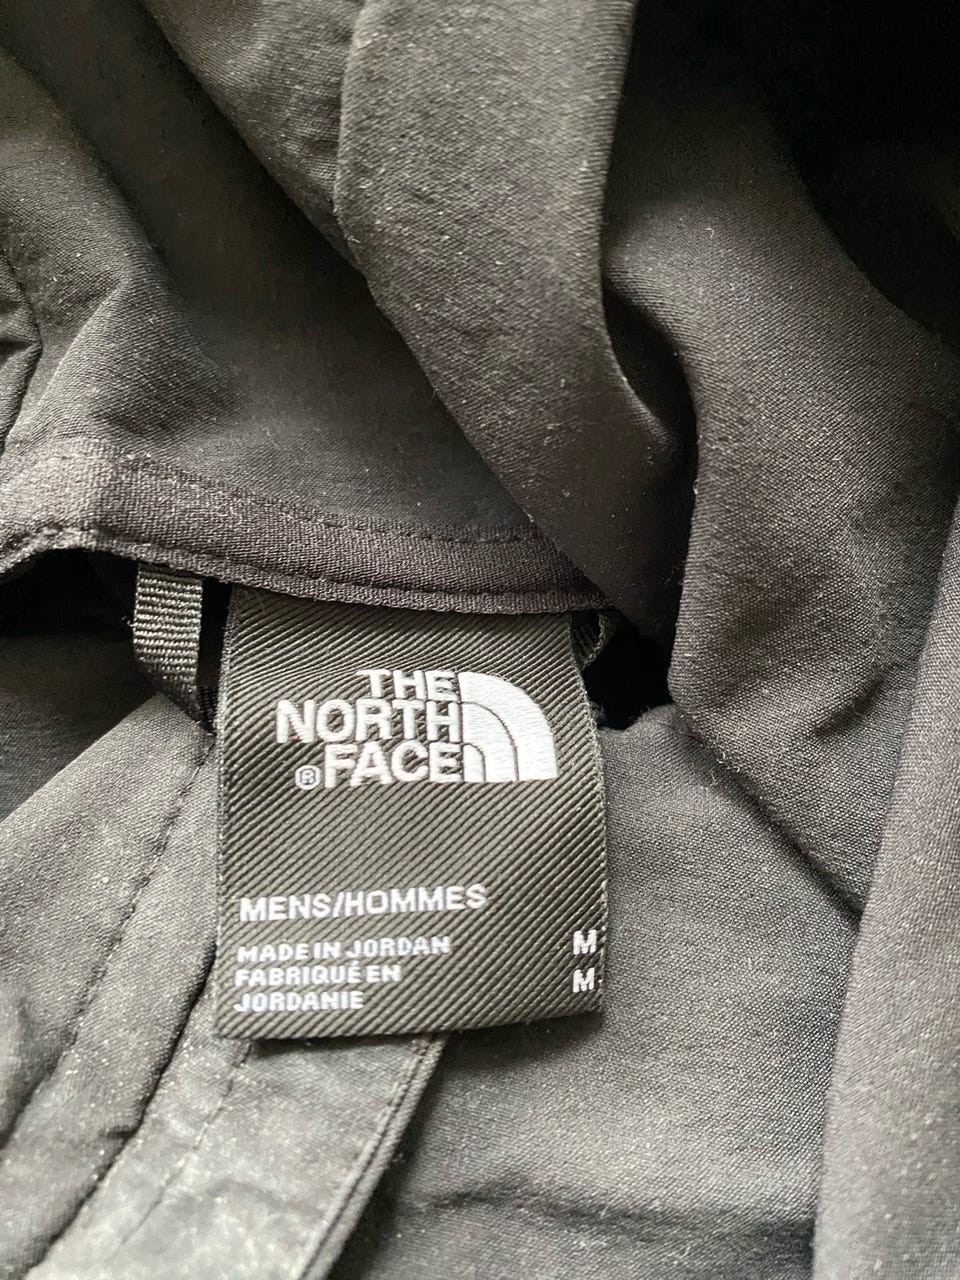 THE
NORTH
® FACE
MENS/HOMMES
MADE IN JORDAN M
FABRIQUÉ EN M
JORDANIE